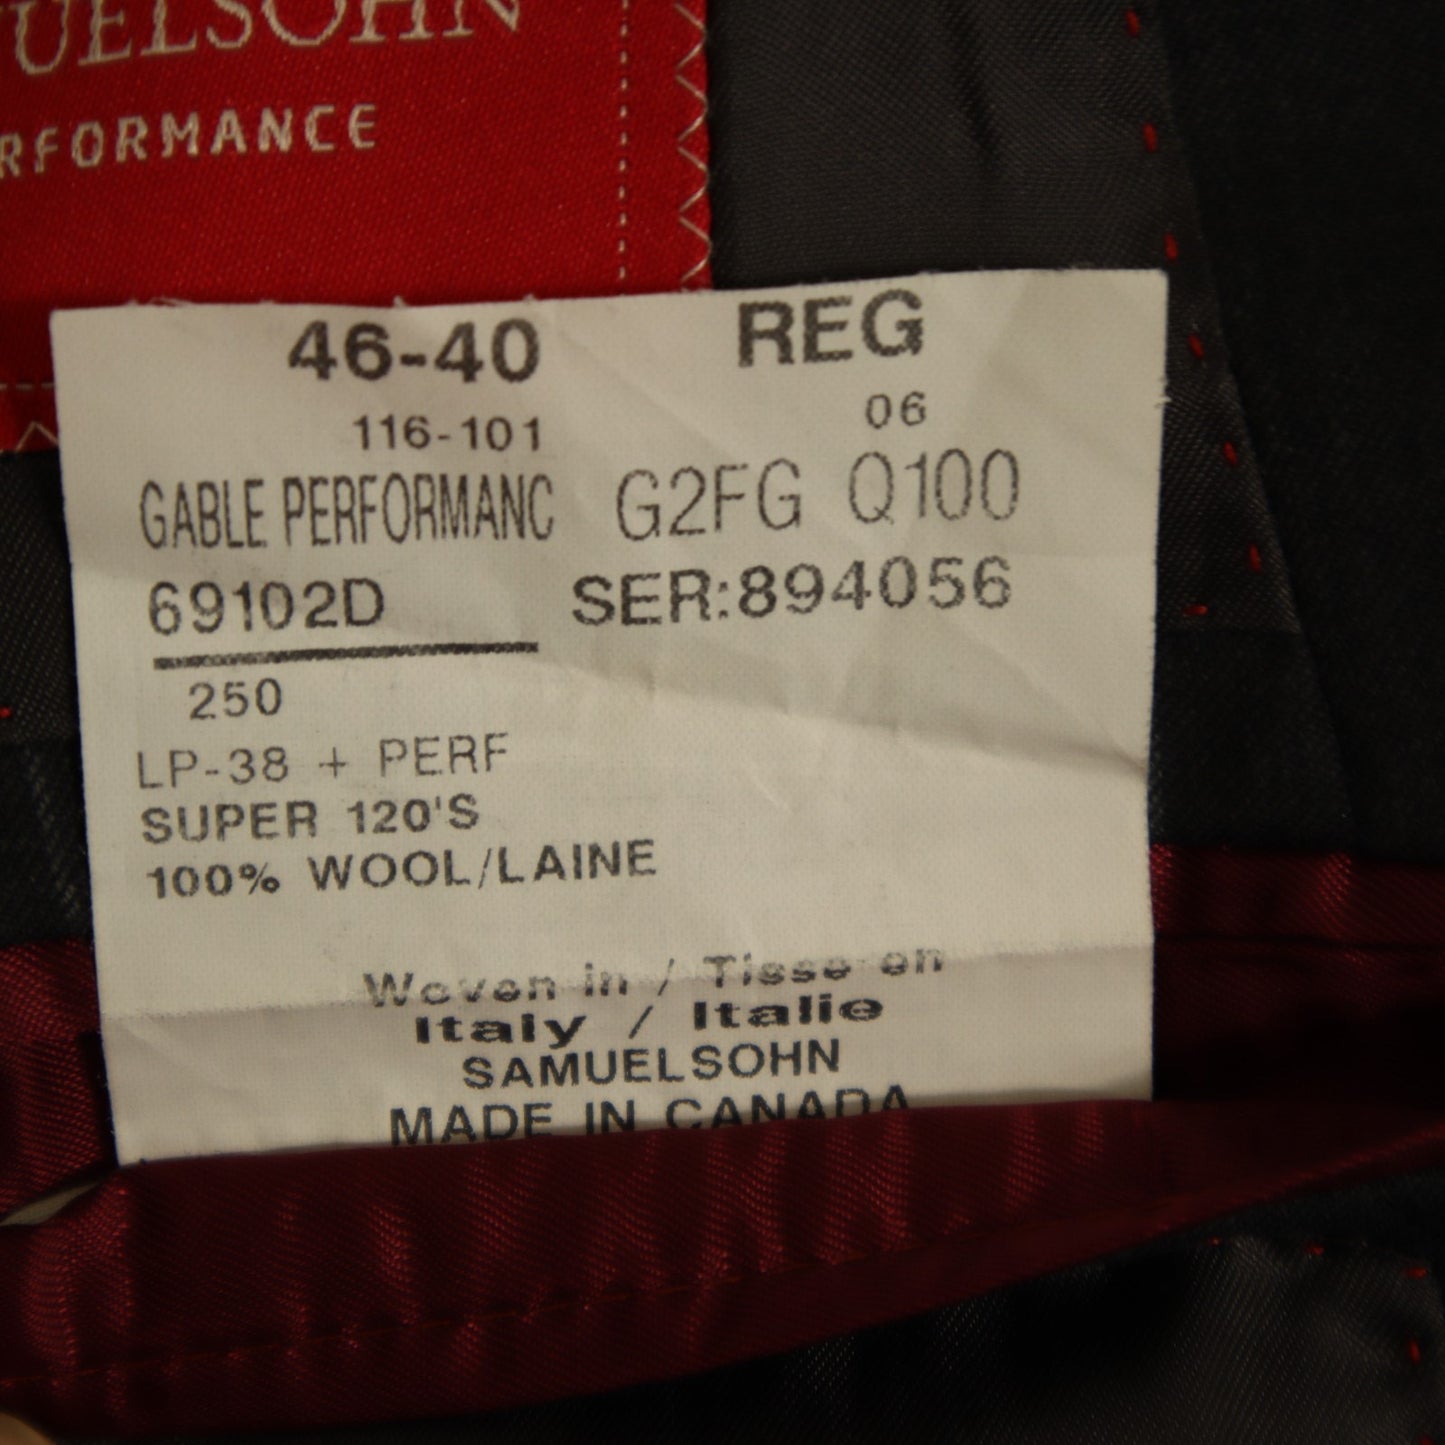 UELSOHN
RFORMANCE
46-40 REG
116-101 06
GABLE PERFORMANC G2FG Q100
69102D SER:894056
250
LP-38 + PERF
SUPER 120'S
100% WOOL/LAINE
Woven in / Tisse en
Italy / Italie
SAMUELSOHN
MADE IN CANADA